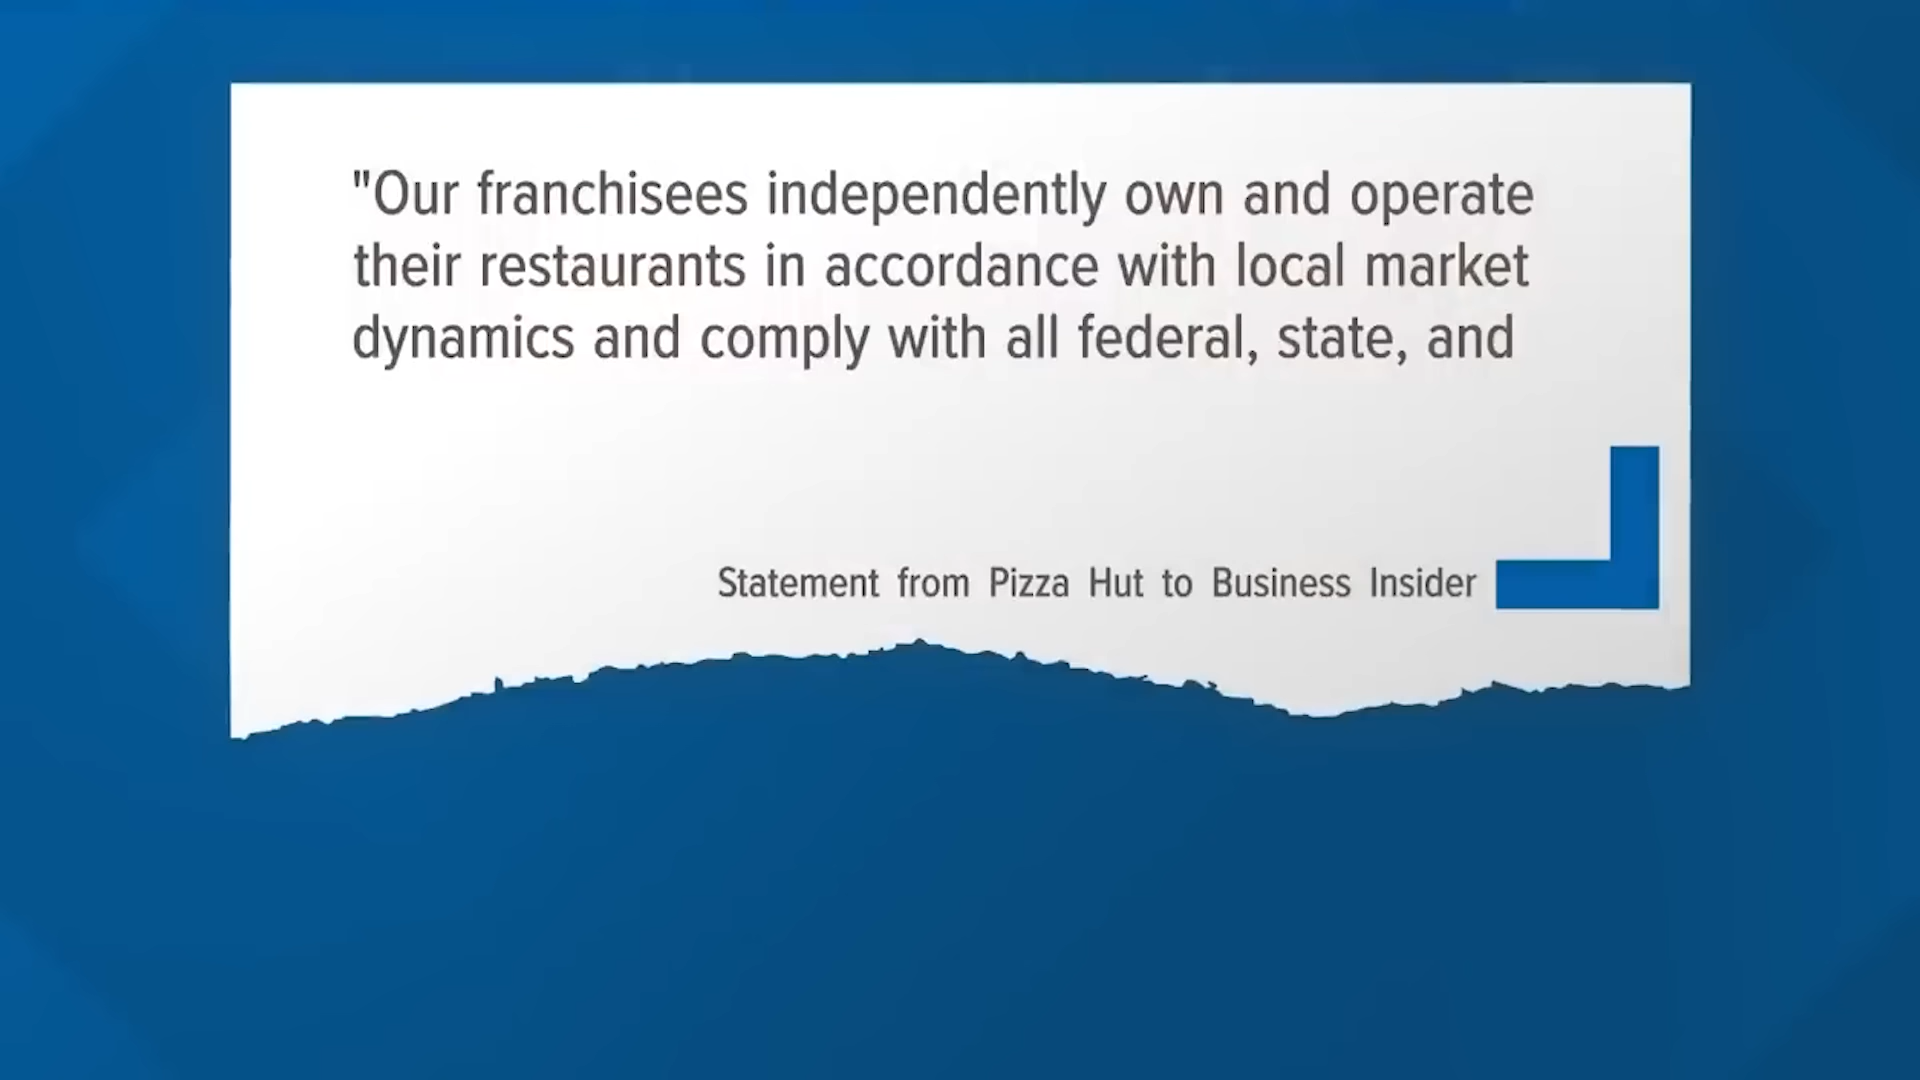 "Our franchisees independently own and operate
their restaurants in accordance with local market
dynamics and comply with all federal, state, and
Statement from Pizza Hut to Business Insider